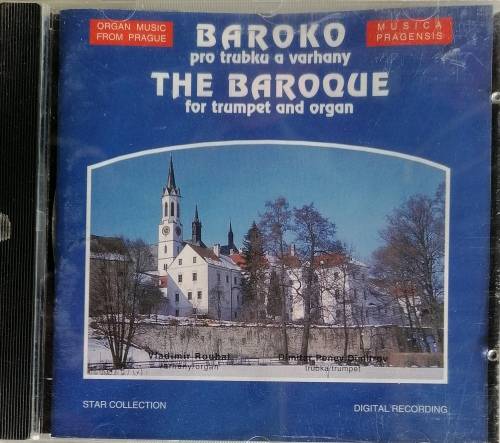 ORGAN MUSIC
FROM PRAGUE
BAROKO
pro trubku a varhany
MUSICA
PRAGENSIS
THE BAROQUE
for trumpet and organ
Vladimír Roubal
varhany/organ
Dimitar Penev Dimitrov
trubka/trumpet
STAR COLLECTION
DIGITAL RECORDING